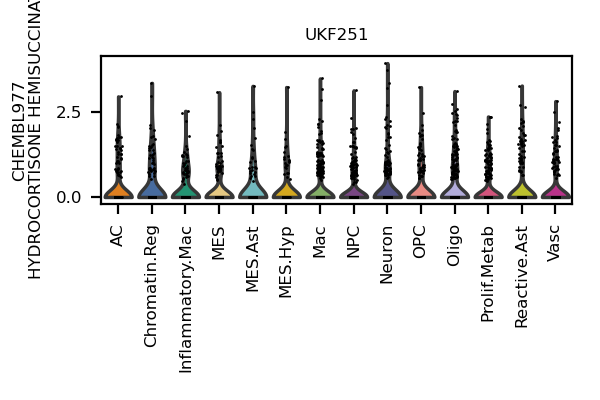 UKF251
CHEMBL977
HYDROCORTISONE HEMISUCCINA
2.5
0.0
AC
Chromatin.Reg
Inflammatory.Mac
MES
MES.Ast
MES.Hyp
Mac
NPC
Neuron
OPC
Oligo
Prolif.Metab
Reactive.Ast
Vasc